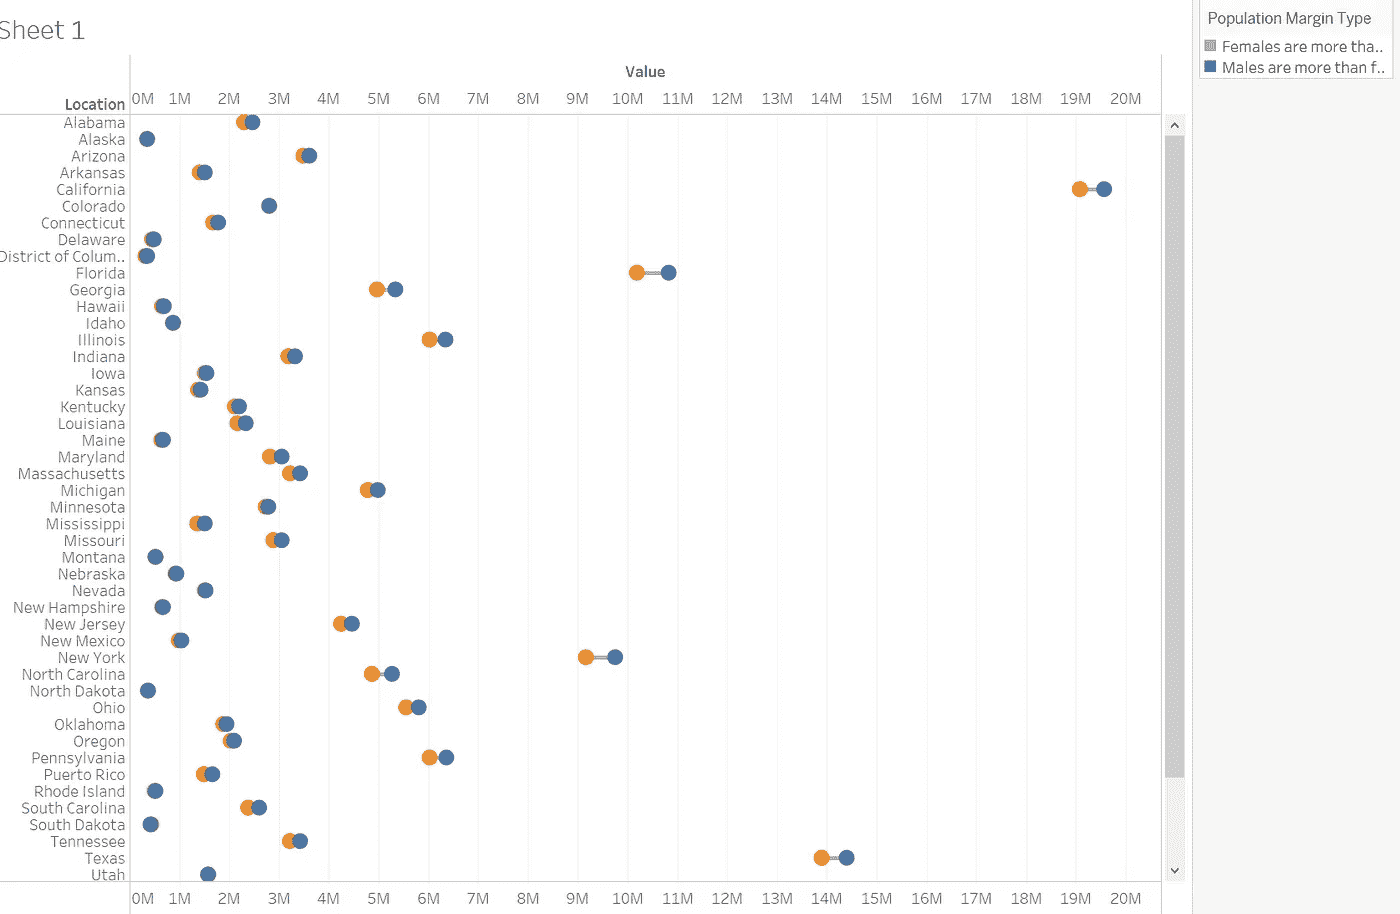 Sheet 1
Population Margin Type
Females are more tha..
Males are more than f..
Value
Location
0M 1M 2M 3M 4M 5M 6M 7M 8M 9M 10M 11M 12M 13M 14M 15M 16M 17M 18M 19M 20M
Alabama
Alaska
Arizona
Arkansas
California
Colorado
Connecticut
Delaware
District of Colum..
Florida
Georgia
Hawaii
Idaho
Illinois
Indiana
Iowa
Kansas
Kentucky
Louisiana
Maine
Maryland
Massachusetts
Michigan
Minnesota
Mississippi
Missouri
Montana
Nebraska
Nevada
New Hampshire
New Jersey
New Mexico
New York
North Carolina
North Dakota
Ohio
Oklahoma
Oregon
Pennsylvania
Puerto Rico
Rhode Island
South Carolina
South Dakota
Tennessee
Texas
Utah
0M 1M 2M 3M 4M 5M 6M 7M 8M 9M 10M 11M 12M 13M 14M 15M 16M 17M 18M 19M 20M